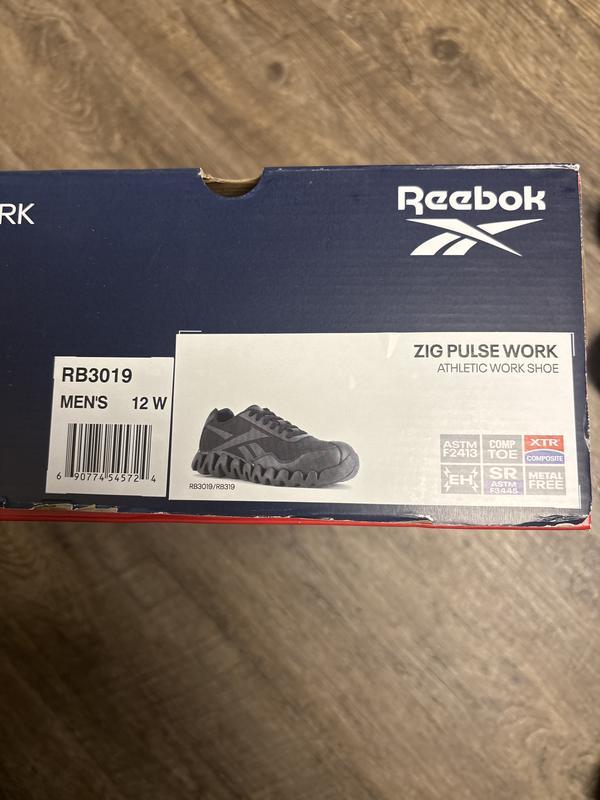 RK
Reebok
ZIG PULSE WORK
ATHLETIC WORK SHOE
RB3019
MEN'S 12 W
6 90774 54572 4
RB3019/RB319
ASTM
F2413
COMP
TOE
XTR
COMPOSITE
EH
SR
ASTM
F3445
METAL
FREE